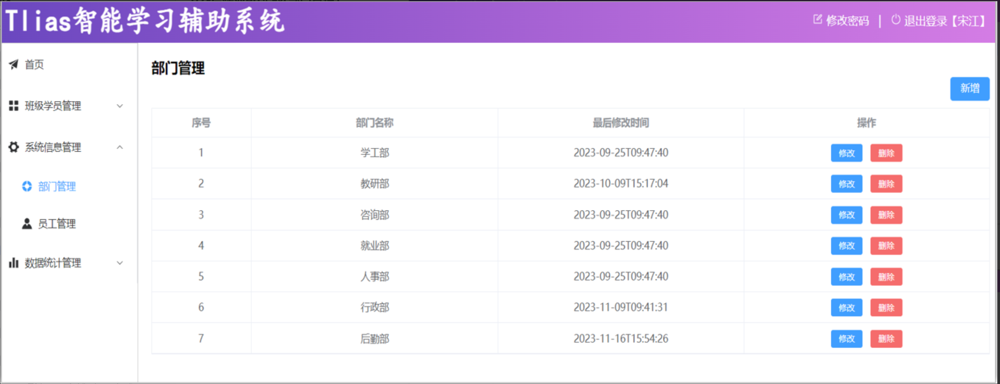 Tlias智能学习辅助系统
修改密码 | 退出登录【宋江】
首页
班级学员管理
系统信息管理
部门管理
员工管理
数据统计管理
部门管理
新增
序号 部门名称 最后修改时间 操作
1 学工部 2023-09-25T09:47:40 修改 删除
2 教研部 2023-10-09T15:17:04 修改 删除
3 咨询部 2023-09-25T09:47:40 修改 删除
4 就业部 2023-09-25T09:47:40 修改 删除
5 人事部 2023-09-25T09:47:40 修改 删除
6 行政部 2023-11-09T09:41:31 修改 删除
7 后勤部 2023-11-16T15:54:26 修改 删除